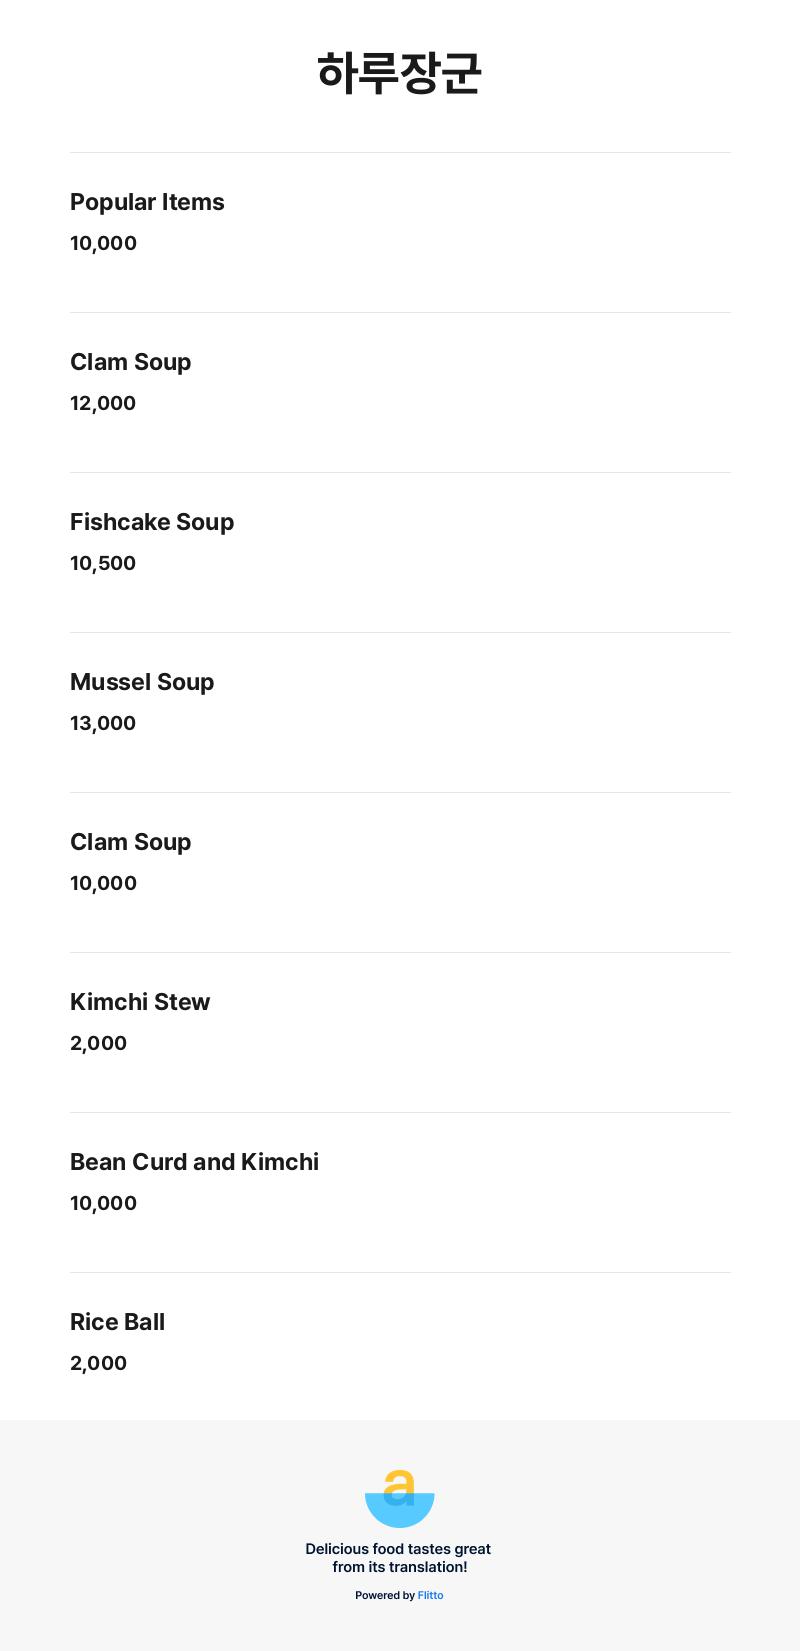 하루장군
Popular Items
10,000
Clam Soup
12,000
Fishcake Soup
10,500
Mussel Soup
13,000
Clam Soup
10,000
Kimchi Stew
2,000
Bean Curd and Kimchi
10,000
Rice Ball
2,000
a
Delicious food tastes great
from its translation!
Powered by Flitto